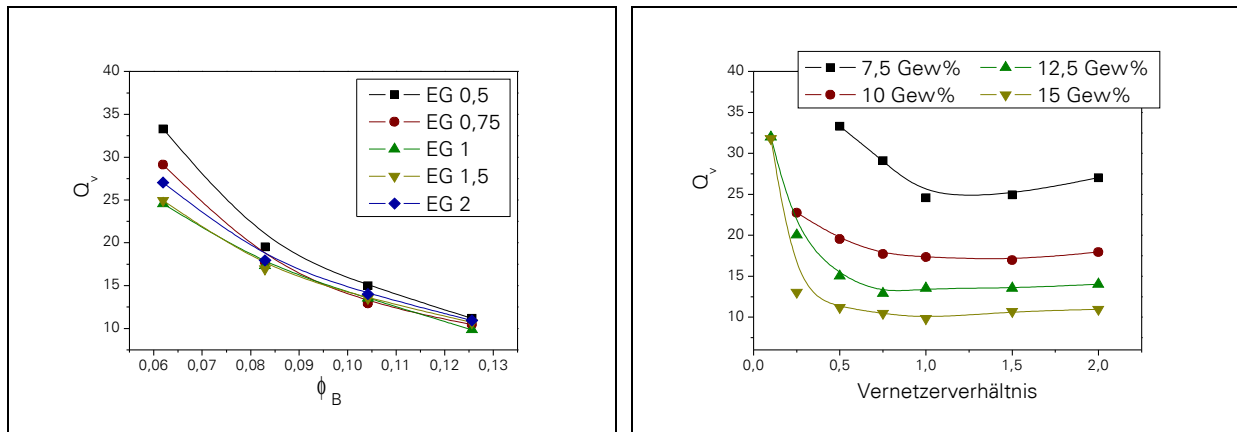 40
35
30
25
20
15
10
Q_v
EG 0,5
EG 0,75
EG 1
EG 1,5
EG 2
0,06 0,07 0,08 0,09 0,10 0,11 0,12 0,13
ϕ_B
7,5 Gew% 12,5 Gew%
10 Gew% 15 Gew%
40
35
30
25
20
15
10
Q_v
0,0 0,5 1,0 1,5 2,0
Vernetzerverhältnis